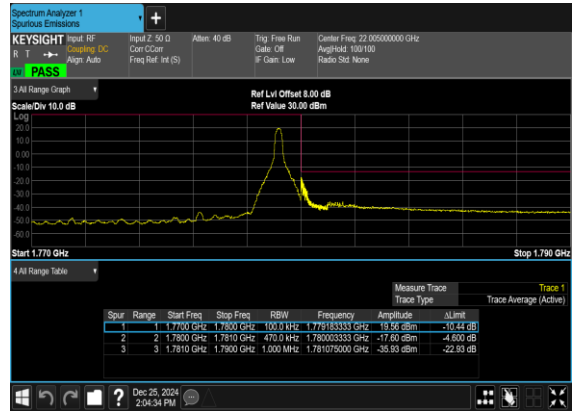 Spectrum Analyzer 1
Spurious Emissions
+
KEYSIGHT Input: RF Input Z: 50 Ω Atten: 40 dB Trig: Free Run Center Freq: 22.005000000 GHz
R T Coupling: DC Corr CCorr Gate: Off Avg|Hold: 100/100
Align: Auto Freq Ref: Int (S) IF Gain: Low Radio Std: None
PASS
3 All Range Graph
Ref Lvl Offset 8.00 dB
Scale/Div 10.0 dB Ref Value 30.00 dBm
Log
20.0
10.0
0.00
-10.0
-20.0
-30.0
-40.0
-50.0
-60.0
Start 1.770 GHz Stop 1.790 GHz
4 All Range Table
Measure Trace Trace 1
Trace Type Trace Average (Active)
Spur Range Start Freq Stop Freq RBW Frequency Amplitude ΔLimit
1 1 1.7700 GHz 1.7800 GHz 100.0 kHz 1.779183333 GHz 19.56 dBm -10.44 dB
2 2 1.7800 GHz 1.7810 GHz 470.0 kHz 1.780003333 GHz -17.60 dBm -4.600 dB
3 3 1.7810 GHz 1.7900 GHz 1.000 MHz 1.781075000 GHz -35.93 dBm -22.93 dB
? Dec 25, 2024
2:04:34 PM